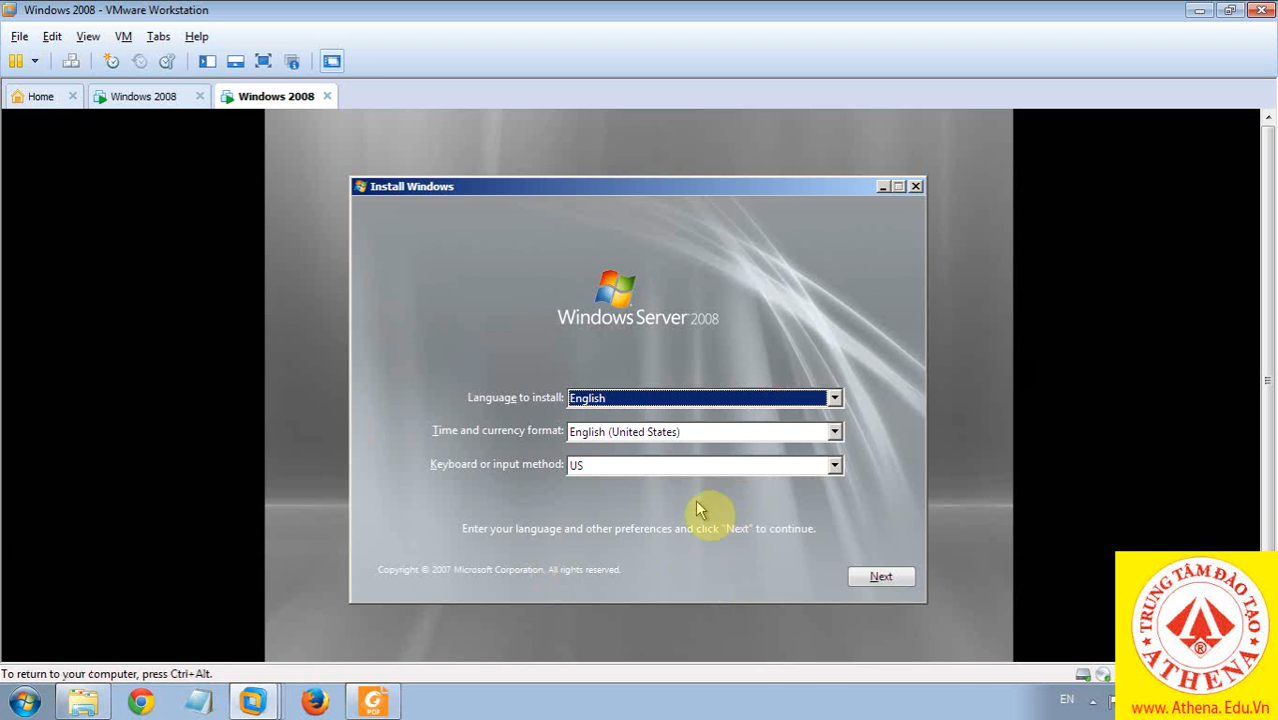 Windows 2008 - VMware Workstation
File Edit View VM Tabs Help
Home Windows 2008 Windows 2008
Install Windows
Windows Server 2008
Language to install: English
Time and currency format: English (United States)
Keyboard or input method: US
Enter your language and other preferences and click "Next" to continue.
Copyright © 2007 Microsoft Corporation. All rights reserved.
Next
TRUNG TÂM ĐÀO TẠO
®
ATHENA
www.Athena.Edu.Vn
To return to your computer, press Ctrl+Alt.
PDF
EN